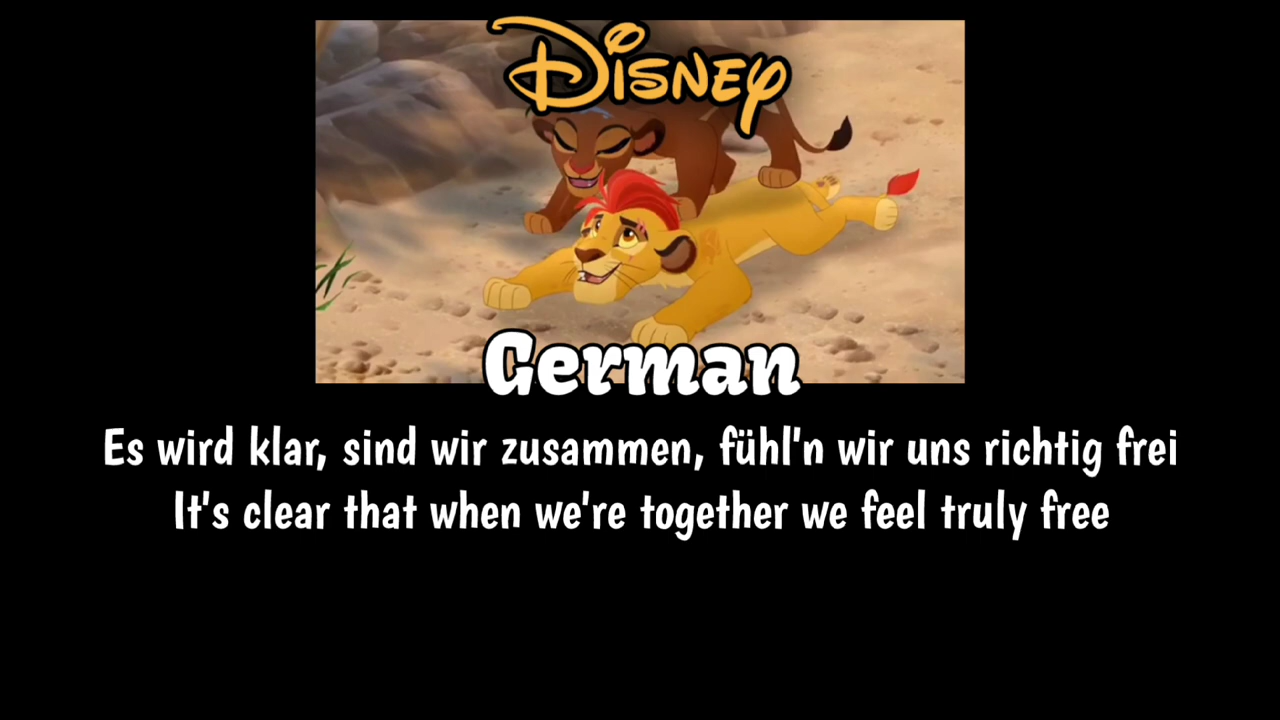 Disney
German
Es wird klar, sind wir zusammen, fühl'n wir uns richtig frei
It's clear that when we're together we feel truly free